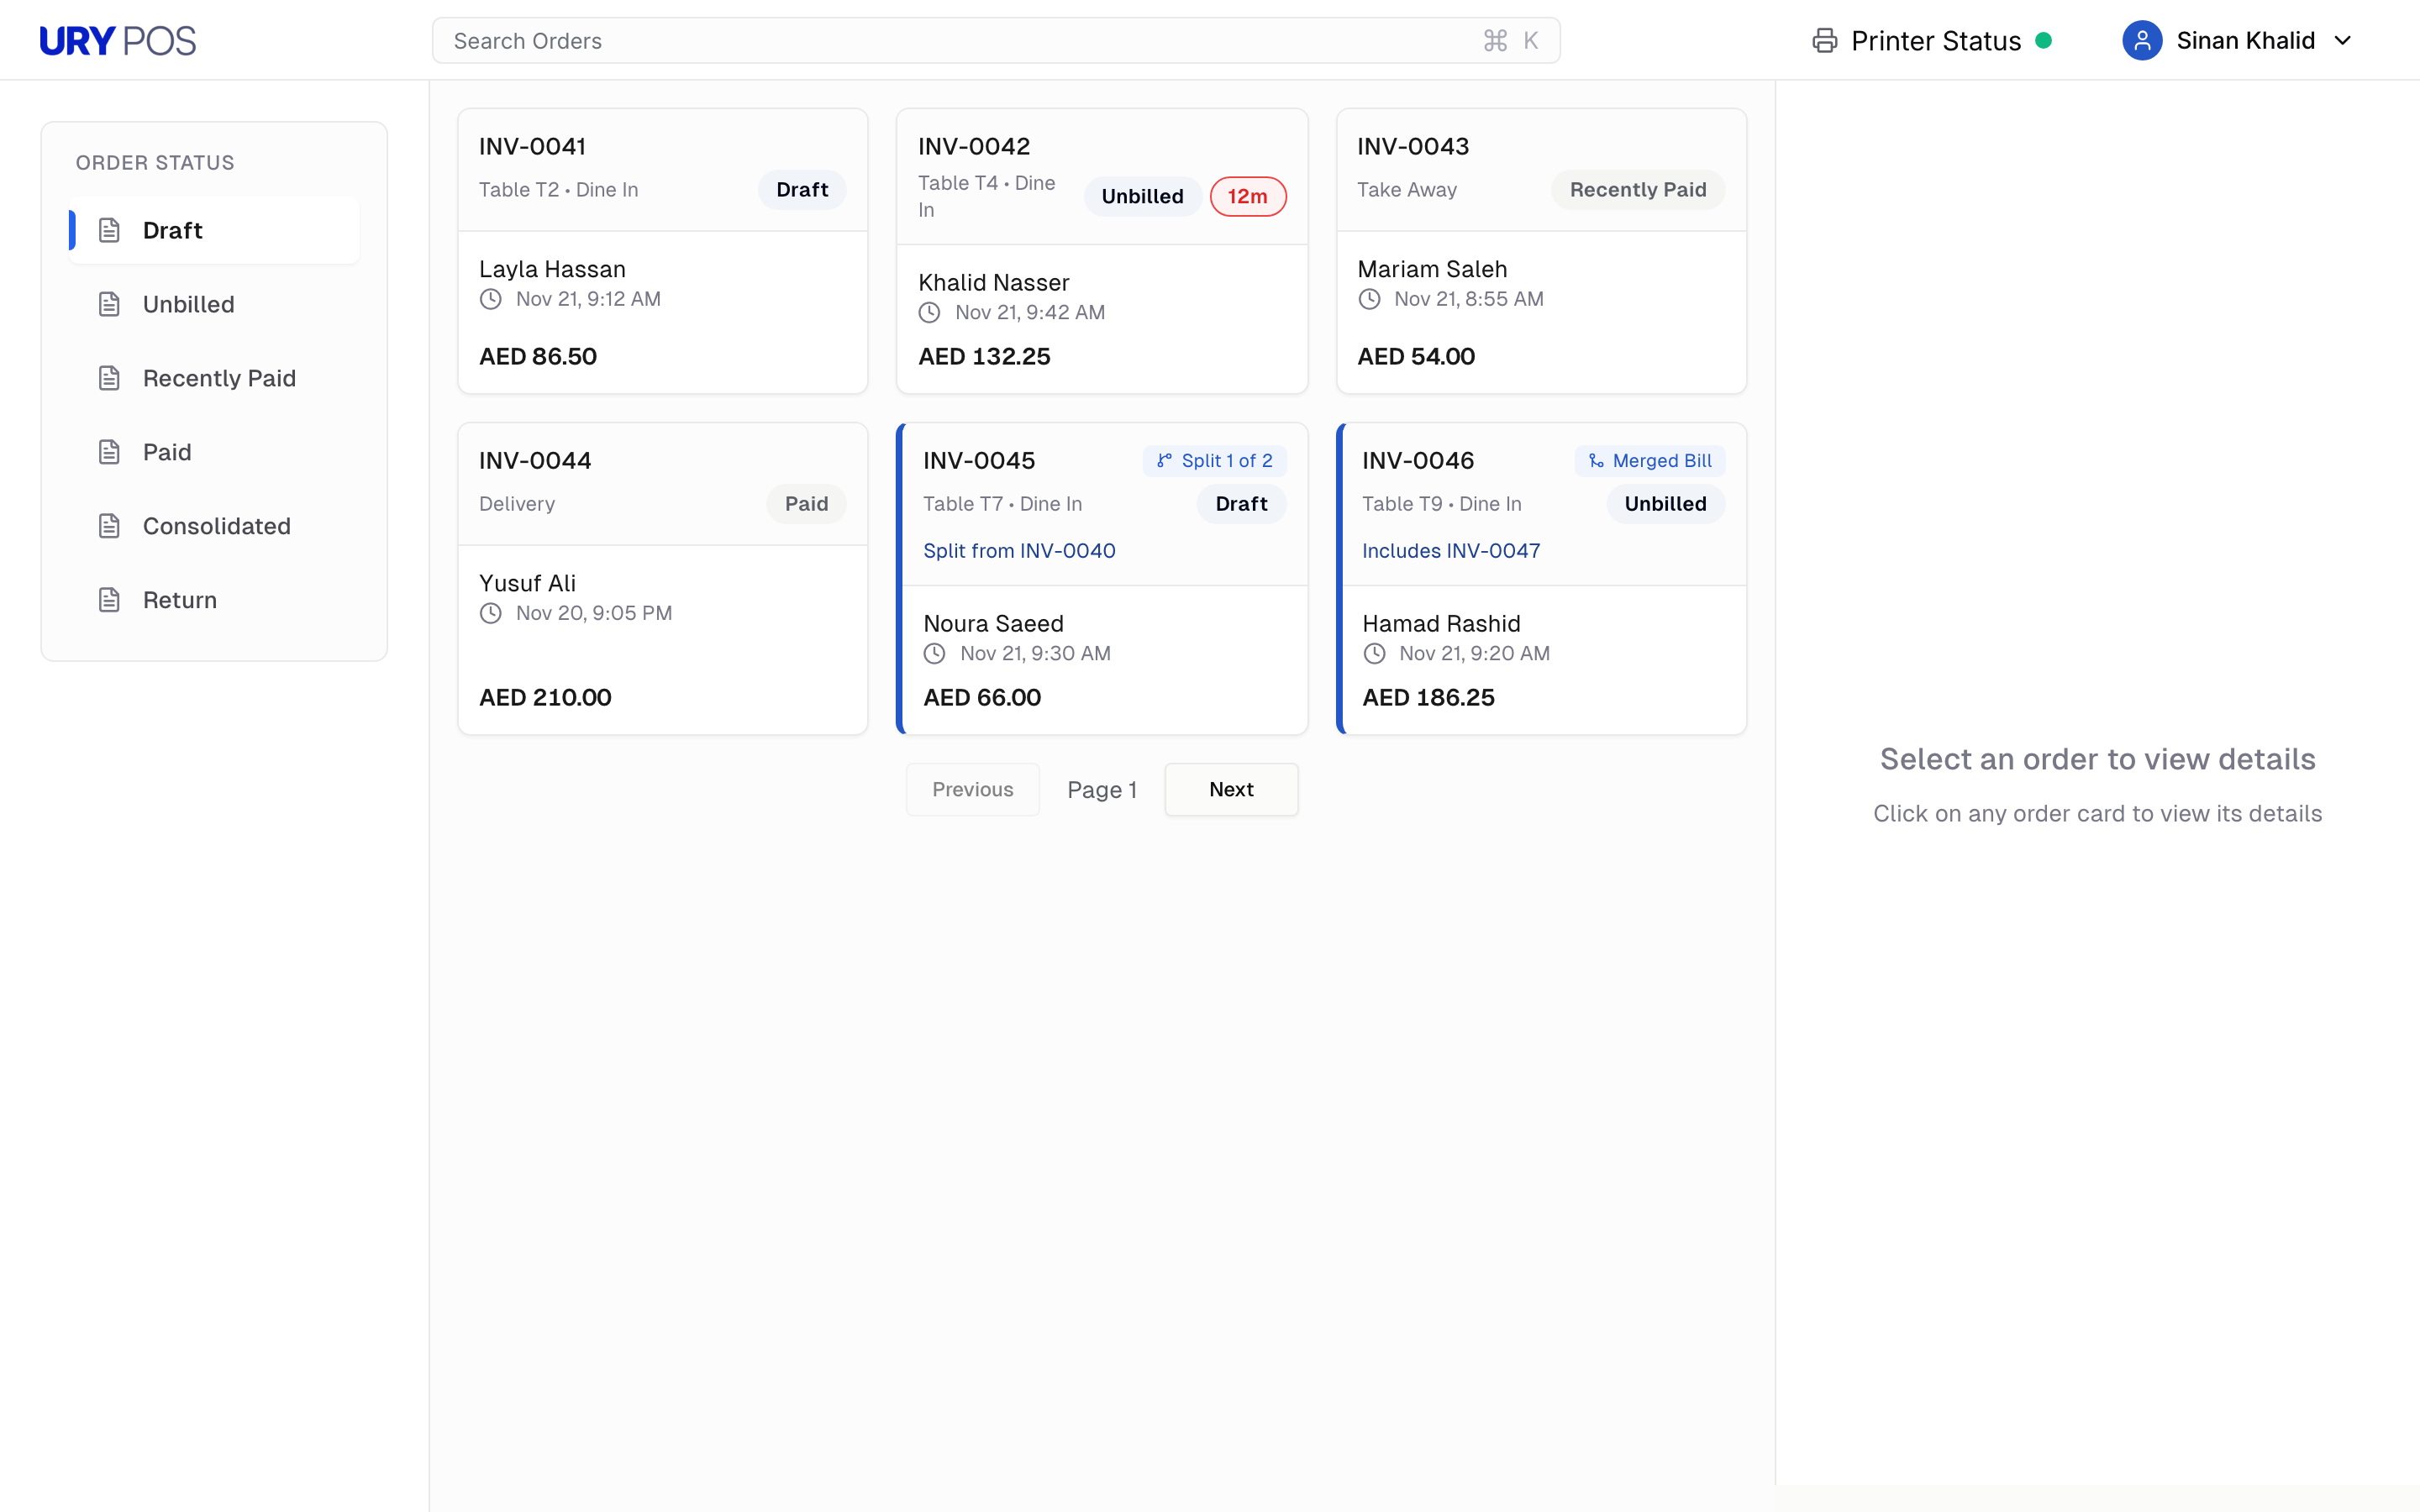 URY POS
Search Orders
⌘ K
Printer Status
Sinan Khalid
ORDER STATUS
Draft
Unbilled
Recently Paid
Paid
Consolidated
Return
INV-0041
Table T2 • Dine In
Draft
Layla Hassan
Nov 21, 9:12 AM
AED 86.50
INV-0042
Table T4 • Dine
In
Unbilled
12m
Khalid Nasser
Nov 21, 9:42 AM
AED 132.25
INV-0043
Take Away
Recently Paid
Mariam Saleh
Nov 21, 8:55 AM
AED 54.00
INV-0044
Delivery
Paid
Yusuf Ali
Nov 20, 9:05 PM
AED 210.00
INV-0045
Split 1 of 2
Table T7 • Dine In
Draft
Split from INV-0040
Noura Saeed
Nov 21, 9:30 AM
AED 66.00
INV-0046
Merged Bill
Table T9 • Dine In
Unbilled
Includes INV-0047
Hamad Rashid
Nov 21, 9:20 AM
AED 186.25
Previous
Page 1
Next
Select an order to view details
Click on any order card to view its details